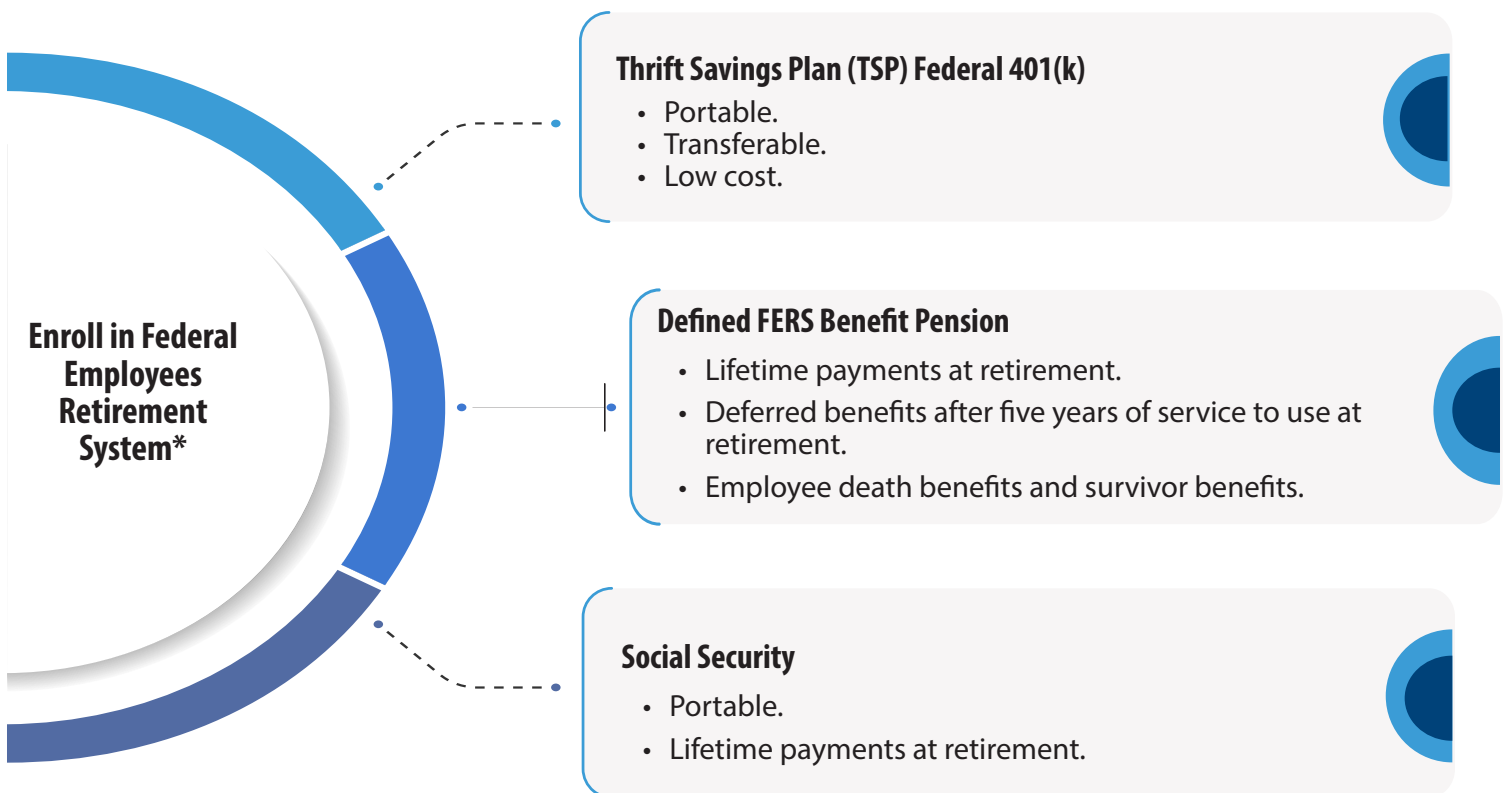 Enroll in Federal
Employees
Retirement
System*
Thrift Savings Plan (TSP) Federal 401(k)
• Portable.
• Transferable.
• Low cost.
Defined FERS Benefit Pension
• Lifetime payments at retirement.
• Deferred benefits after five years of service to use at
retirement.
• Employee death benefits and survivor benefits.
Social Security
• Portable.
• Lifetime payments at retirement.